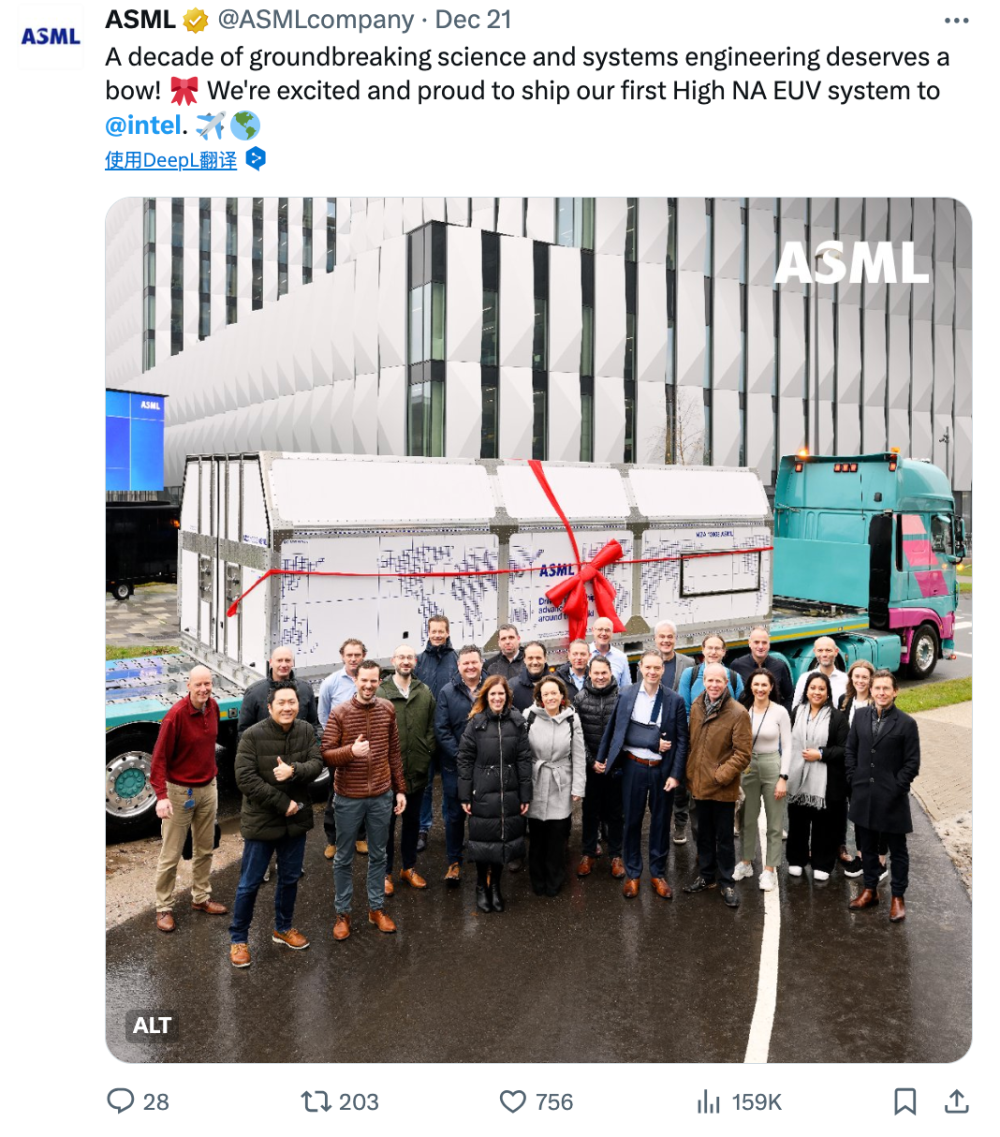 ASML @ASMLcompany · Dec 21
A decade of groundbreaking science and systems engineering deserves a
bow! 🎀 We're excited and proud to ship our first High NA EUV system to
@intel. ✈️🌎
使用DeepL翻译
ASML
ASML
ASML
ASML
advanc
around
ALT
28
203
756
159K